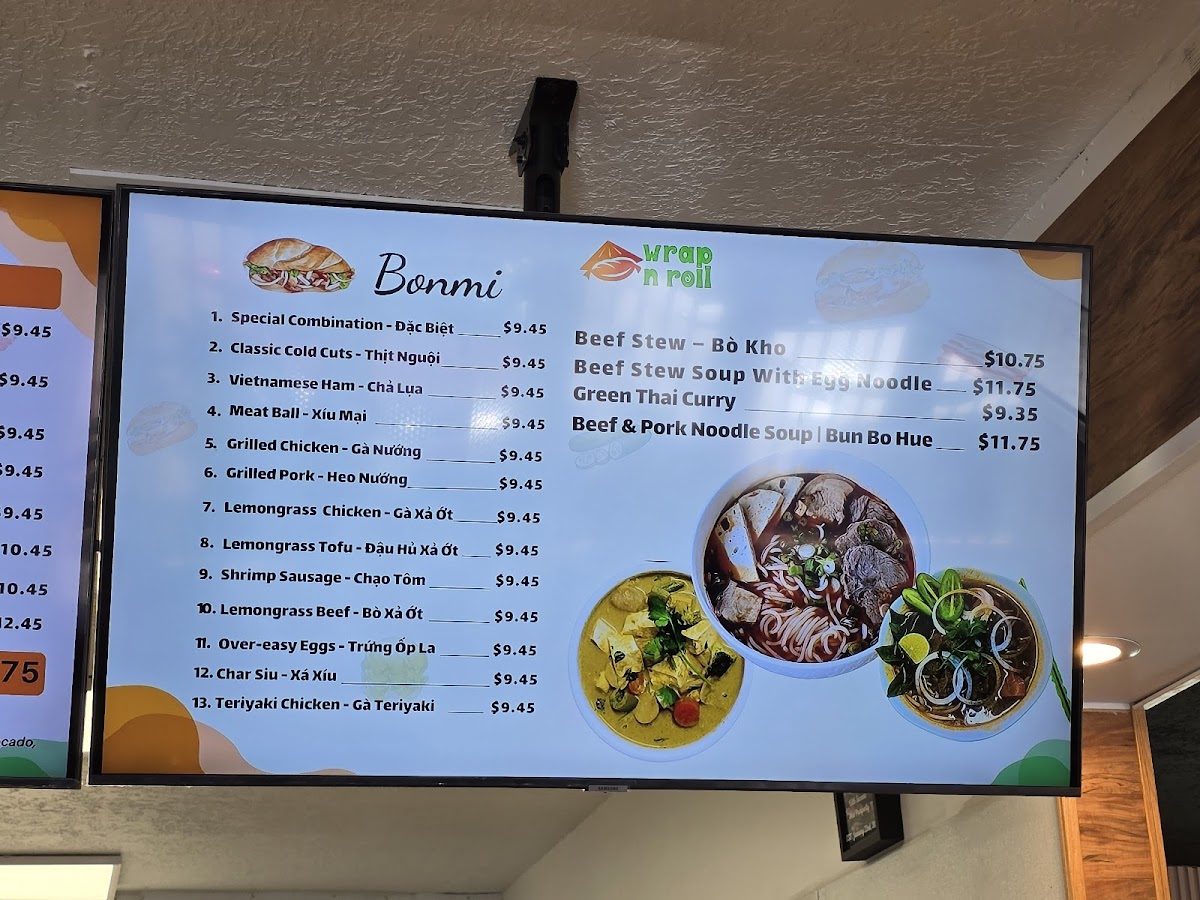 $9.45
$9.45
$9.45
$9.45
$9.45
10.45
10.45
12.45
75
cado,
Bonmi
1. Special Combination - Đặc Biệt $9.45
2. Classic Cold Cuts - Thịt Nguội $9.45
3. Vietnamese Ham - Chả Lụa $9.45
4. Meat Ball - Xíu Mại $9.45
5. Grilled Chicken - Gà Nướng $9.45
6. Grilled Pork - Heo Nướng $9.45
7. Lemongrass Chicken - Gà Xả Ớt $9.45
8. Lemongrass Tofu - Đậu Hủ Xả Ớt $9.45
9. Shrimp Sausage - Chạo Tôm $9.45
10. Lemongrass Beef - Bò Xả Ớt $9.45
11. Over-easy Eggs - Trứng Ốp La $9.45
12. Char Siu - Xá Xíu $9.45
13. Teriyaki Chicken - Gà Teriyaki $9.45
wrap
n roll
Beef Stew – Bò Kho $10.75
Beef Stew Soup With Egg Noodle $11.75
Green Thai Curry $9.35
Beef & Pork Noodle Soup | Bun Bo Hue $11.75
SAMSUNG